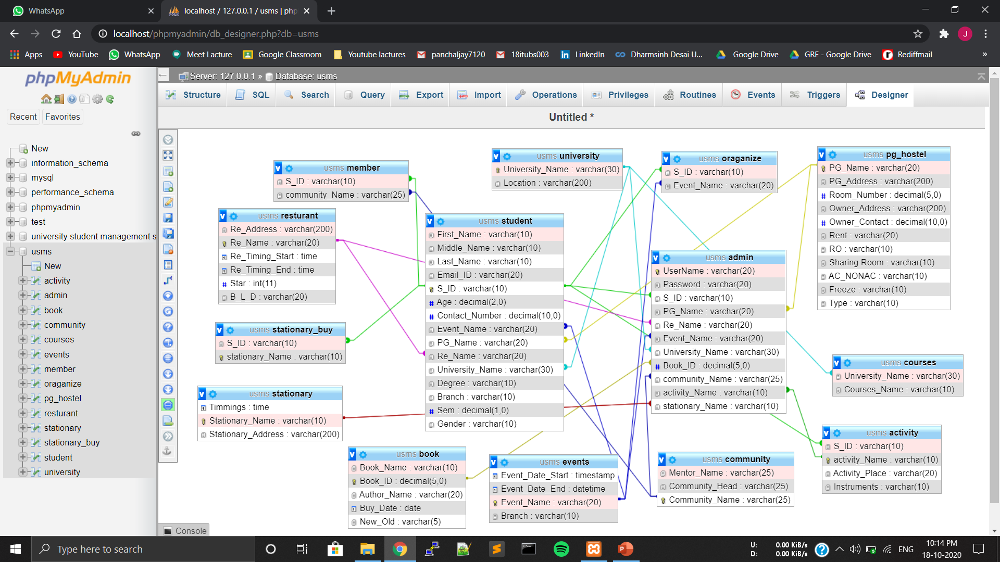 WhatsApp
localhost / 127.0.0.1 / usms | php
localhost/phpmyadmin/db_designer.php?db=usms
J
Apps
YouTube
WhatsApp
Meet Lacture
Google Classroom
Youtube lactures
panchaljay7120
18itubs003
LinkedIn
Dharmsinh Desai U...
Google Drive
GRE - Google Drive
Rediffmail
»
phpMyAdmin
Recent
Favorites
New
information_schema
mysql
performance_schema
phpmyadmin
test
university student management s
usms
New
activity
admin
book
community
courses
events
member
oraganize
pg_hostel
resturant
stationary
stationary_buy
student
university
Server: 127.0.0.1 » Database: usms
Structure
SQL
Search
Query
Export
Import
Operations
Privileges
Routines
Events
Triggers
Designer
Untitled *
usms member
S_ID : varchar(10)
community_Name : varchar(25)
usms university
University_Name : varchar(30)
Location : varchar(200)
usms oraganize
S_ID : varchar(10)
Event_Name : varchar(20)
usms pg_hostel
PG_Name : varchar(20)
PG_Address : varchar(200)
Room_Number : decimal(5,0)
Owner_Address : varchar(200)
Owner_Contact : decimal(10,0)
Rent : varchar(20)
RO : varchar(10)
Sharing Room : varchar(10)
AC_NONAC : varchar(10)
Freeze : varchar(10)
Type : varchar(10)
usms resturant
Re_Address : varchar(200)
Re_Name : varchar(20)
Re_Timing_Start : time
Re_Timing_End : time
Star : int(11)
B_L_D : varchar(20)
usms student
First_Name : varchar(10)
Middle_Name : varchar(10)
Last_Name : varchar(10)
Email_ID : varchar(20)
S_ID : varchar(10)
Age : decimal(2,0)
Contact_Number : decimal(10,0)
Event_Name : varchar(20)
PG_Name : varchar(20)
Re_Name : varchar(20)
University_Name : varchar(30)
Degree : varchar(10)
Branch : varchar(10)
Sem : decimal(1,0)
Gender : varchar(10)
usms admin
UserName : varchar(20)
Password : varchar(20)
S_ID : varchar(10)
PG_Name : varchar(20)
Re_Name : varchar(20)
Event_Name : varchar(20)
University_Name : varchar(30)
Book_ID : decimal(5,0)
community_Name : varchar(25)
activity_Name : varchar(10)
stationary_Name : varchar(10)
usms stationary_buy
S_ID : varchar(10)
stationary_Name : varchar(10)
usms courses
University_Name : varchar(30)
Courses_Name : varchar(10)
usms stationary
Timmings : time
Stationary_Name : varchar(10)
Stationary_Address : varchar(200)
usms activity
S_ID : varchar(10)
activity_Name : varchar(10)
Activity_Place : varchar(20)
Instruments : varchar(10)
usms book
Book_Name : varchar(10)
Book_ID : decimal(5,0)
Author_Name : varchar(20)
Buy_Date : date
New_Old : varchar(5)
usms events
Event_Date_Start : timestamp
Event_Date_End : datetime
Event_Name : varchar(20)
Branch : varchar(10)
usms community
Mentor_Name : varchar(25)
Community_Head : varchar(25)
Community_Name : varchar(25)
Console
Type here to search
U: 0.00 KiB/s
D: 0.00 KiB/s
ENG
10:14 PM
18-10-2020